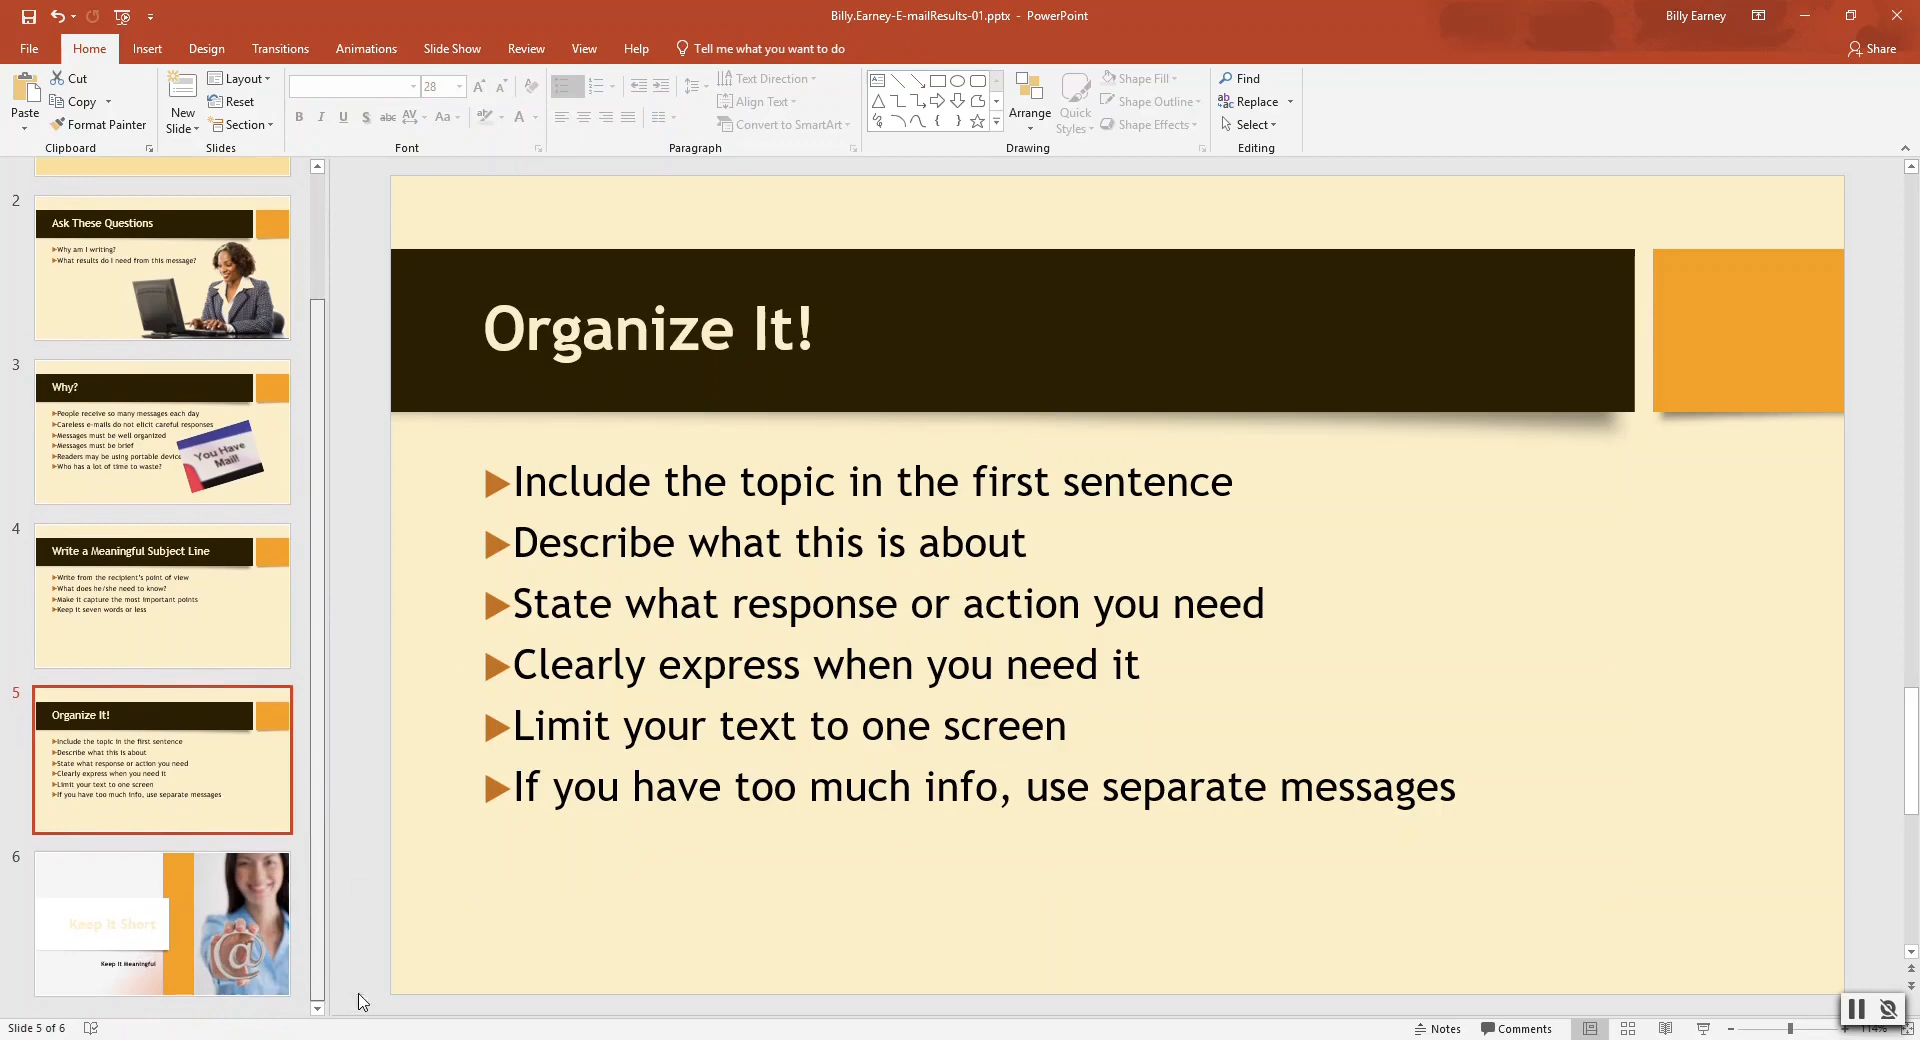 Billy.Earney-E-mailResults-01.pptx - PowerPoint
Billy Earney
File Home Insert Design Transitions Animations Slide Show Review View Help Tell me what you want to do
Share
Paste
Cut
Copy
Format Painter
Clipboard
New Slide
Layout
Reset
Section
Slides
28
B I U S abc AV Aa A
Font
Text Direction
Align Text
Convert to SmartArt
Paragraph
Arrange
Quick Styles
Shape Fill
Shape Outline
Shape Effects
Drawing
Find
Replace
Select
Editing
2
Ask These Questions
Why am I writing?
What results do I need from this message?
3
Why?
People receive so many messages each day
Careless e-mails do not elicit careful responses
Messages must be well organized
Messages must be brief
Readers may be using portable device
Who has a lot of time to waste?
You Have
Mail!
4
Write a Meaningful Subject Line
Write from the recipient's point of view
What does he/she need to know?
Make it capture the most important points
Keep it seven words or less
5
Organize It!
Include the topic in the first sentence
Describe what this is about
State what response or action you need
Clearly express when you need it
Limit your text to one screen
If you have too much info, use separate messages
6
Keep It Short
Keep It Meaningful
@
Organize It!
Include the topic in the first sentence
Describe what this is about
State what response or action you need
Clearly express when you need it
Limit your text to one screen
If you have too much info, use separate messages
Slide 5 of 6
Notes
Comments
114%